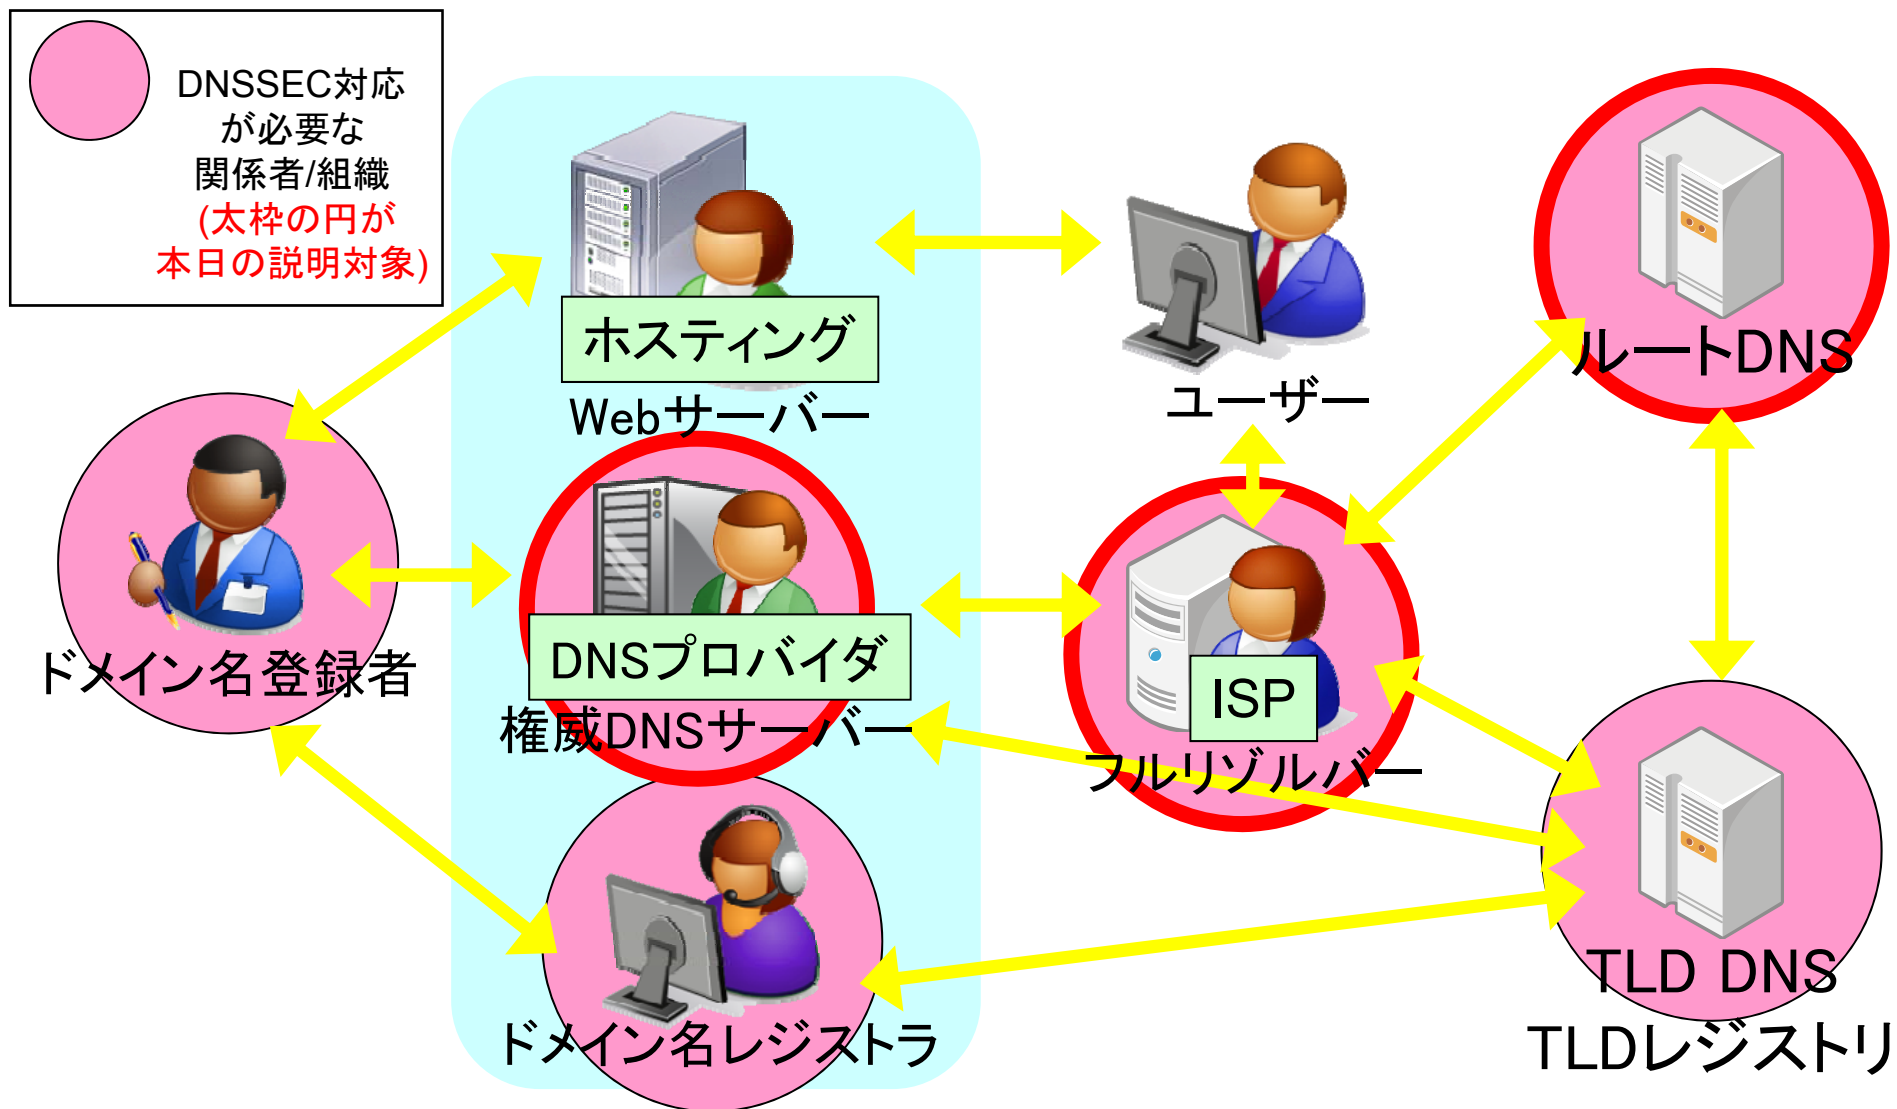 DNSSEC対応
が必要な
関係者/組織
(太枠の円が
本日の説明対象)
ホスティング
Webサーバー
ユーザー
ルートDNS
ドメイン名登録者
DNSプロバイダ
権威DNSサーバー
ISP
フルリゾルバー
ドメイン名レジストラ
TLD DNS
TLDレジストリ